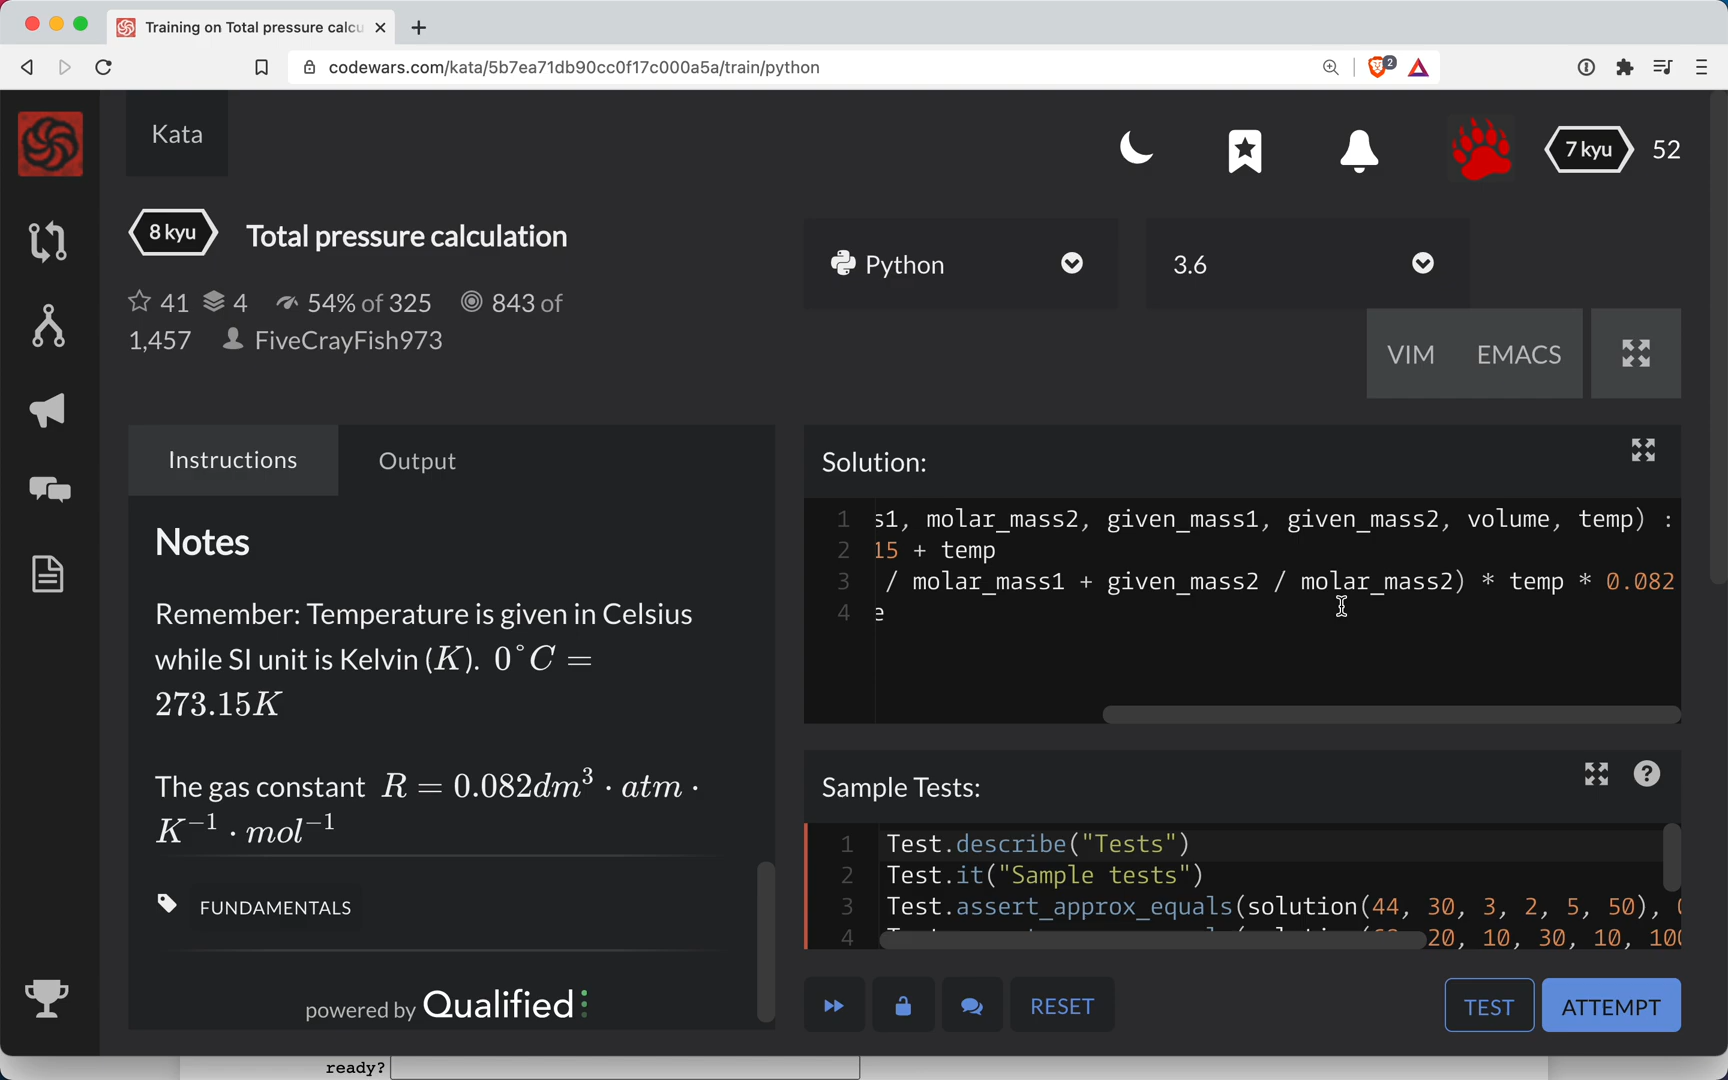 Training on Total pressure calcu
codewars.com/kata/5b7ea71db90cc0f17c000a5a/train/python
2
Kata
7 kyu 52
8 kyu Total pressure calculation
Python
3.6
41 4 54% of 325 843 of
1,457 FiveCrayFish973
VIM EMACS
Instructions Output
Solution:
1 s1, molar_mass2, given_mass1, given_mass2, volume, temp) :
2 15 + temp
3 / molar_mass1 + given_mass2 / molar_mass2) * temp * 0.082
4 e
Notes
Remember: Temperature is given in Celsius
while SI unit is Kelvin (K). 0°C =
273.15K
The gas constant R = 0.082dm³ · atm ·
K⁻¹ · mol⁻¹
FUNDAMENTALS
powered by Qualified
Sample Tests:
?
1 Test.describe("Tests")
2 Test.it("Sample tests")
3 Test.assert_approx_equals(solution(44, 30, 3, 2, 5, 50),
4 20, 10, 30, 10, 100
RESET
TEST ATTEMPT
ready?